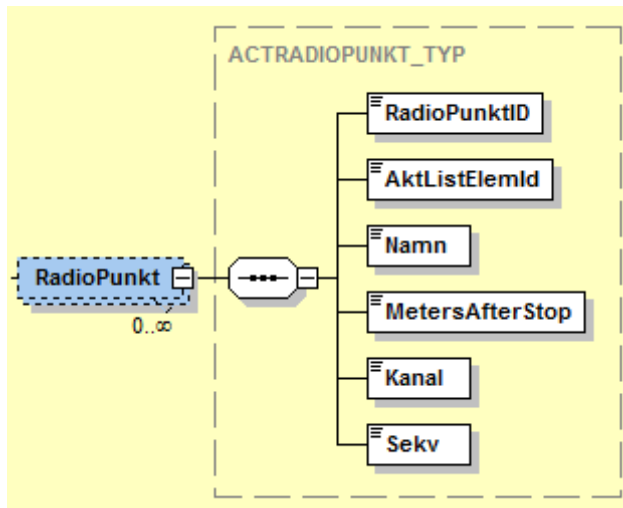 ACTRADIOPUNKT_TYP
RadioPunktID
AktListElemId
Namn
RadioPunkt
0..∞
MetersAfterStop
Kanal
Sekv